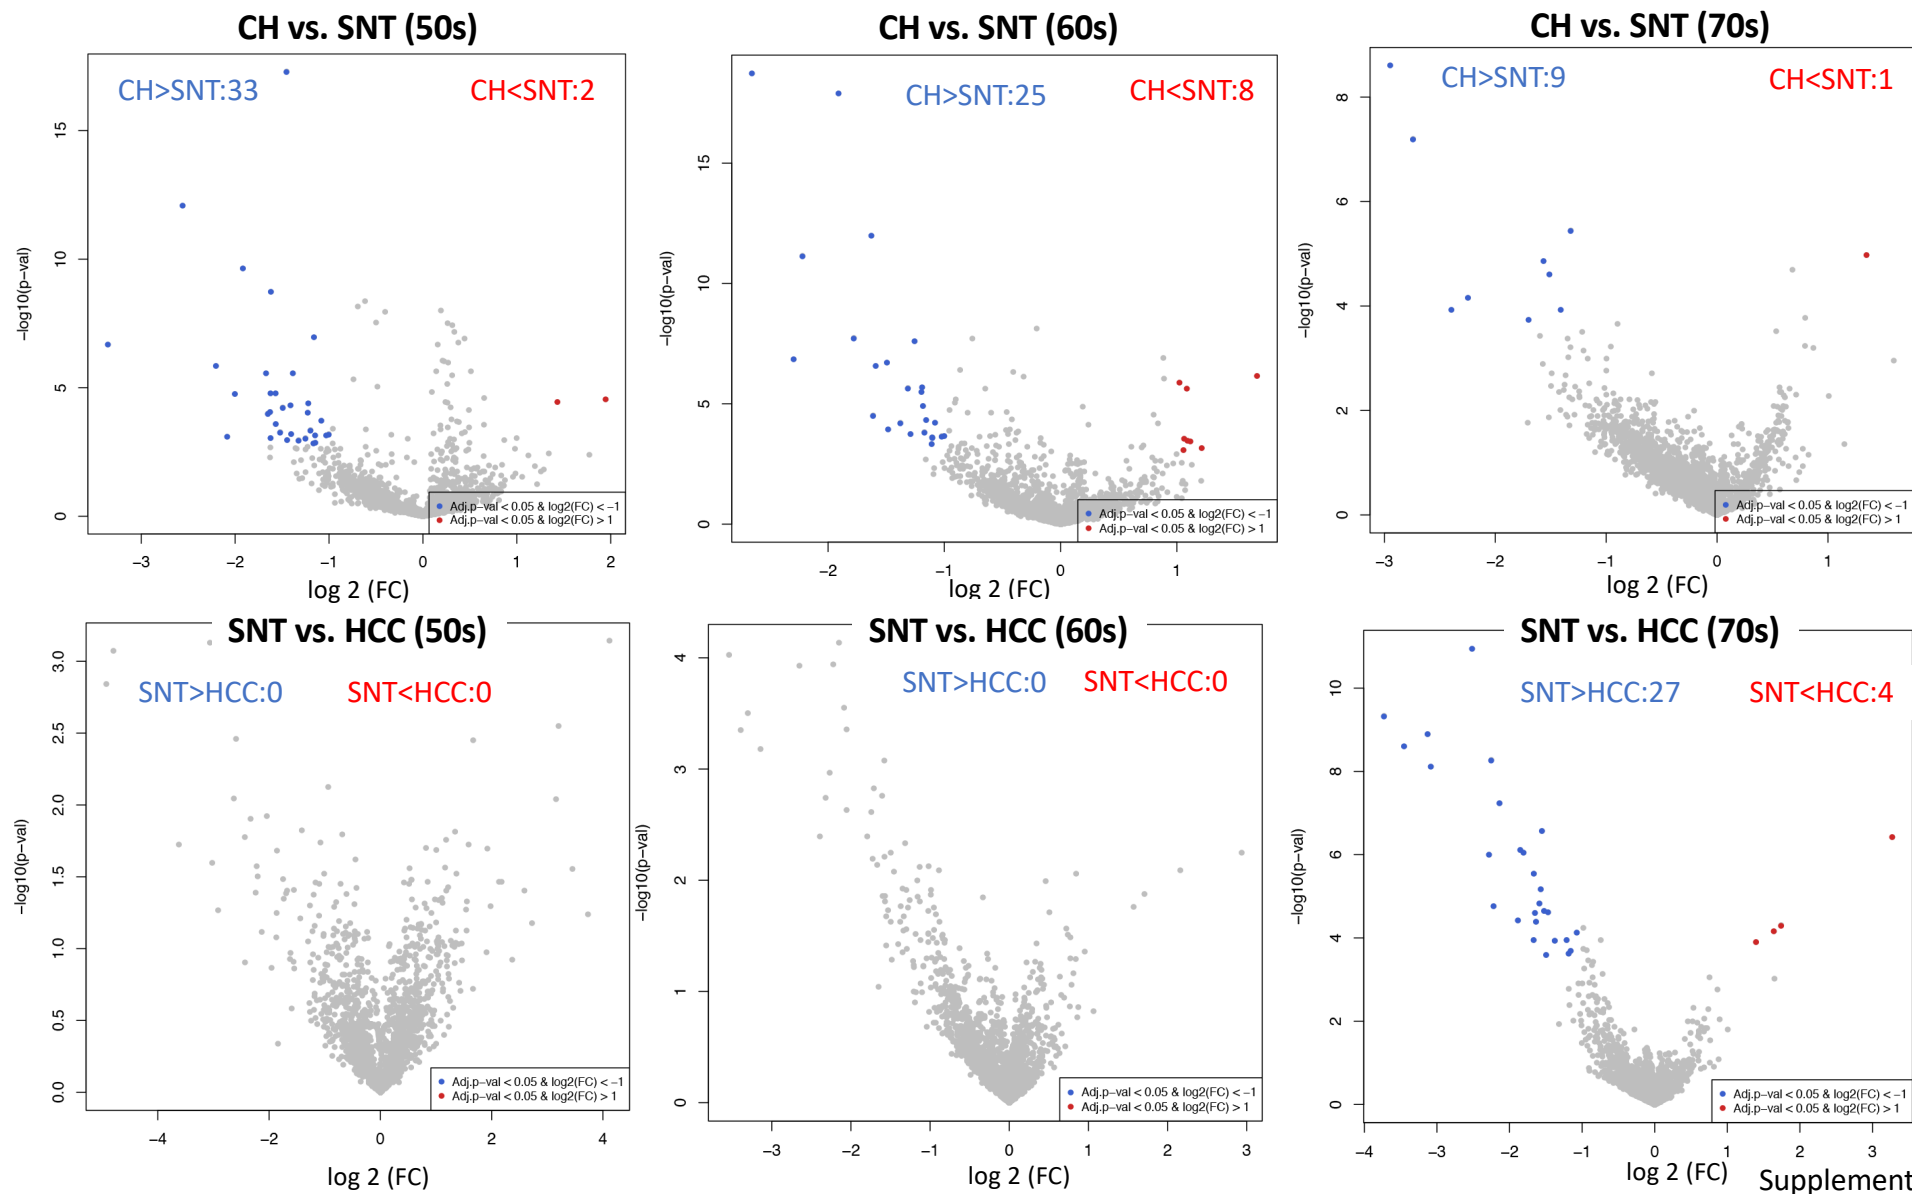 CH vs. SNT (50s)
CH>SNT:33
CH<SNT:2
−log10(p−val)
15
10
5
0
−3
−2
−1
0
1
2
log 2 (FC)
Adj.p−val < 0.05 & log2(FC) < −1
Adj.p−val < 0.05 & log2(FC) > 1
CH vs. SNT (60s)
CH>SNT:25
CH<SNT:8
−log10(p−val)
15
10
5
0
−2
−1
0
1
log 2 (FC)
Adj.p−val < 0.05 & log2(FC) < −1
Adj.p−val < 0.05 & log2(FC) > 1
CH vs. SNT (70s)
CH>SNT:9
CH<SNT:1
−log10(p−val)
8
6
4
2
0
−3
−2
−1
0
1
log 2 (FC)
Adj.p−val < 0.05 & log2(FC) < −1
Adj.p−val < 0.05 & log2(FC) > 1
SNT vs. HCC (50s)
SNT>HCC:0
SNT<HCC:0
−log10(p−val)
3.0
2.5
2.0
1.5
1.0
0.5
0.0
−4
−2
0
2
4
log 2 (FC)
Adj.p−val < 0.05 & log2(FC) < −1
Adj.p−val < 0.05 & log2(FC) > 1
SNT vs. HCC (60s)
SNT>HCC:0
SNT<HCC:0
−log10(p−val)
4
3
2
1
0
−3
−2
−1
0
1
2
3
log 2 (FC)
Adj.p−val < 0.05 & log2(FC) < −1
Adj.p−val < 0.05 & log2(FC) > 1
SNT vs. HCC (70s)
SNT>HCC:27
SNT<HCC:4
−log10(p−val)
10
8
6
4
2
0
−4
−3
−2
−1
0
1
2
3
log 2 (FC)
Adj.p−val < 0.05 & log2(FC) < −1
Adj.p−val < 0.05 & log2(FC) > 1
Supplement